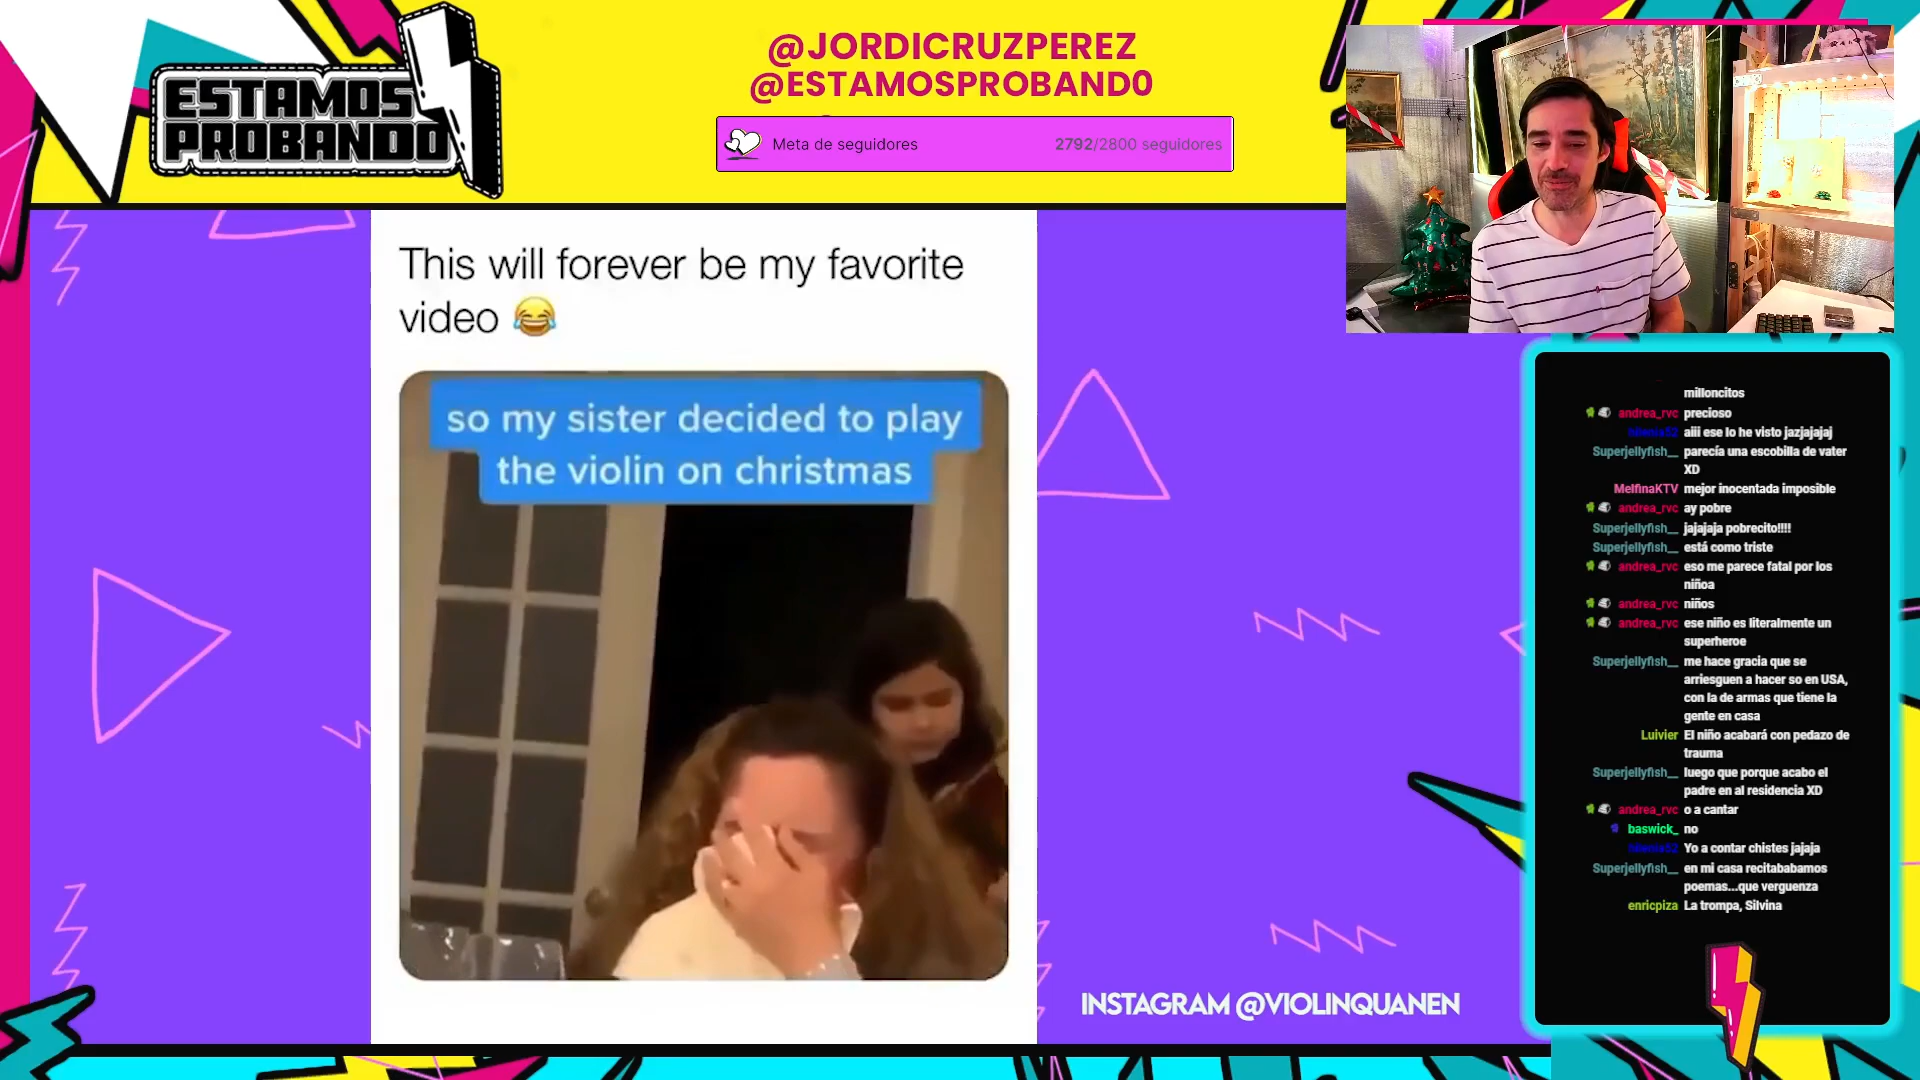 ESTAMOS
PROBANDO
@JORDICRUZPEREZ
@ESTAMOSPROBAND0
Meta de seguidores 2792/2800 seguidores
This will forever be my favorite
video 😂
so my sister decided to play
the violin on christmas
INSTAGRAM @VIOLINQUANEN
milloncitos
andrea_rvc precioso
aiii ese lo he visto jazjajajaj
Superjellyfish__ parecía una escobilla de vater
XD
MelfinaKTV mejor inocentada imposible
andrea_rvc ay pobre
Superjellyfish__ jajajaja pobrecito!!!!
Superjellyfish__ está como triste
andrea_rvc eso me parece fatal por los
niñoa
andrea_rvc niños
andrea_rvc ese niño es literalmente un
superheroe
Superjellyfish__ me hace gracia que se
arriesguen a hacer so en USA,
con la de armas que tiene la
gente en casa
Luivier El niño acabará con pedazo de
trauma
Superjellyfish__ luego que porque acabo el
padre en al residencia XD
andrea_rvc o a cantar
baswick_ no
Yo a contar chistes jajaja
Superjellyfish__ en mi casa recitababamos
poemas...que verguenza
enricpiza La trompa, Silvina